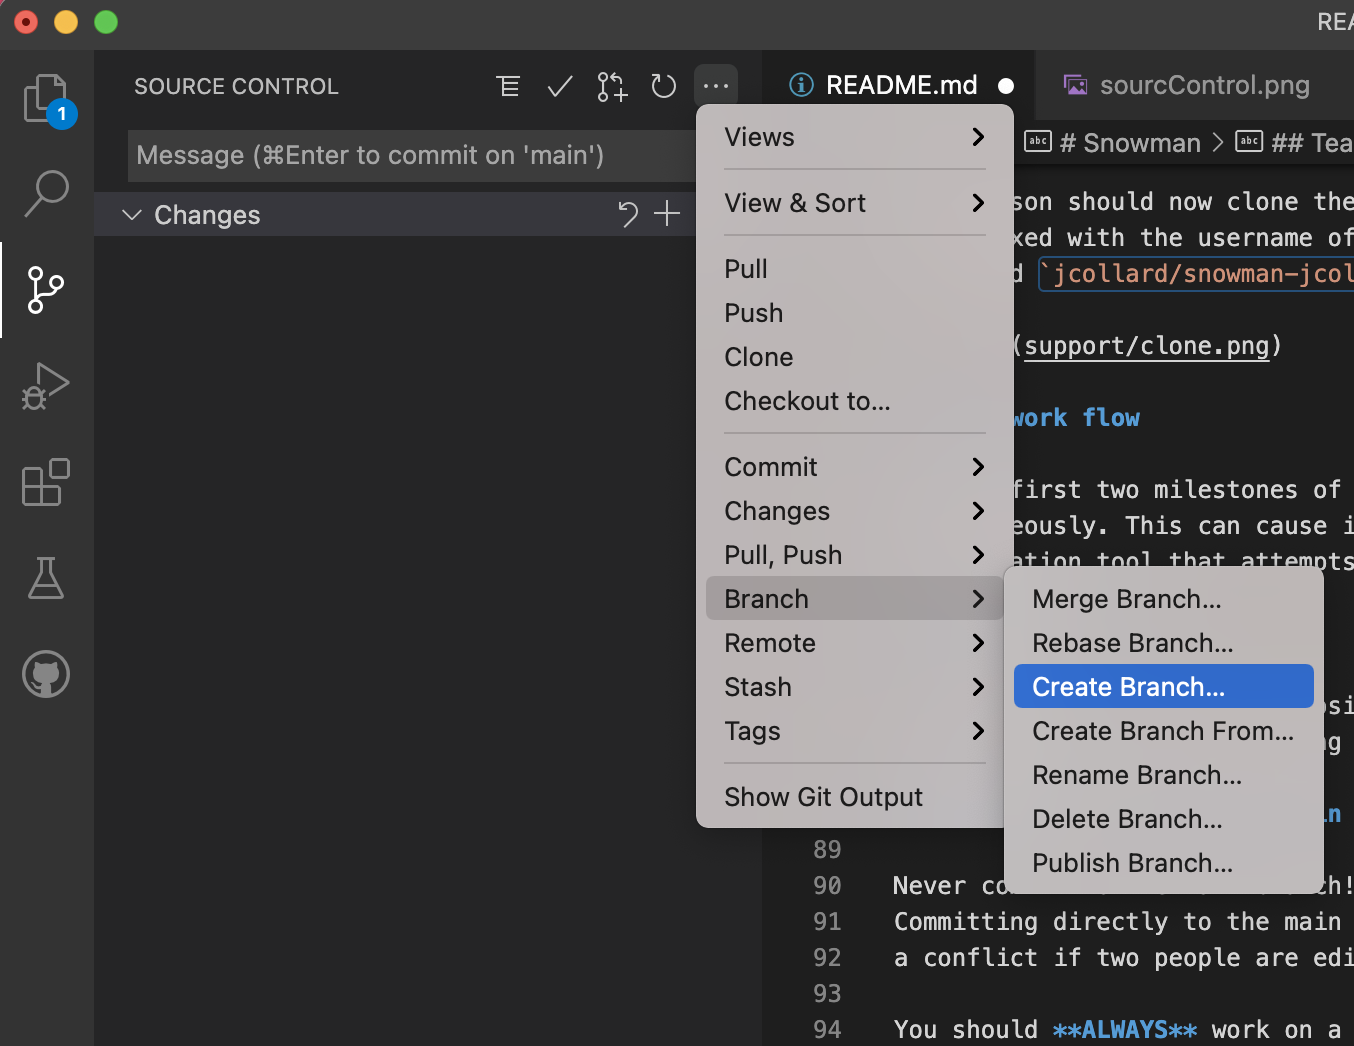 REA
1
SOURCE CONTROL
README.md
sourcControl.png
Message (⌘Enter to commit on 'main')
Changes
abc # Snowman > abc ## Tea
Views
View & Sort
Pull
Push
Clone
Checkout to...
Commit
Changes
Pull, Push
Branch
Remote
Stash
Tags
Show Git Output
Merge Branch...
Rebase Branch...
Create Branch...
Create Branch From...
Rename Branch...
Delete Branch...
Publish Branch...
son should now clone the
xed with the username of
d `jcollard/snowman-jcol
(support/clone.png)
work flow
first two milestones of
eously. This can cause i
ation tool that attempts
osi
ng
in
89
90 Never co ch!
91 Committing directly to the main
92 a conflict if two people are edi
93
94 You should **ALWAYS** work on a